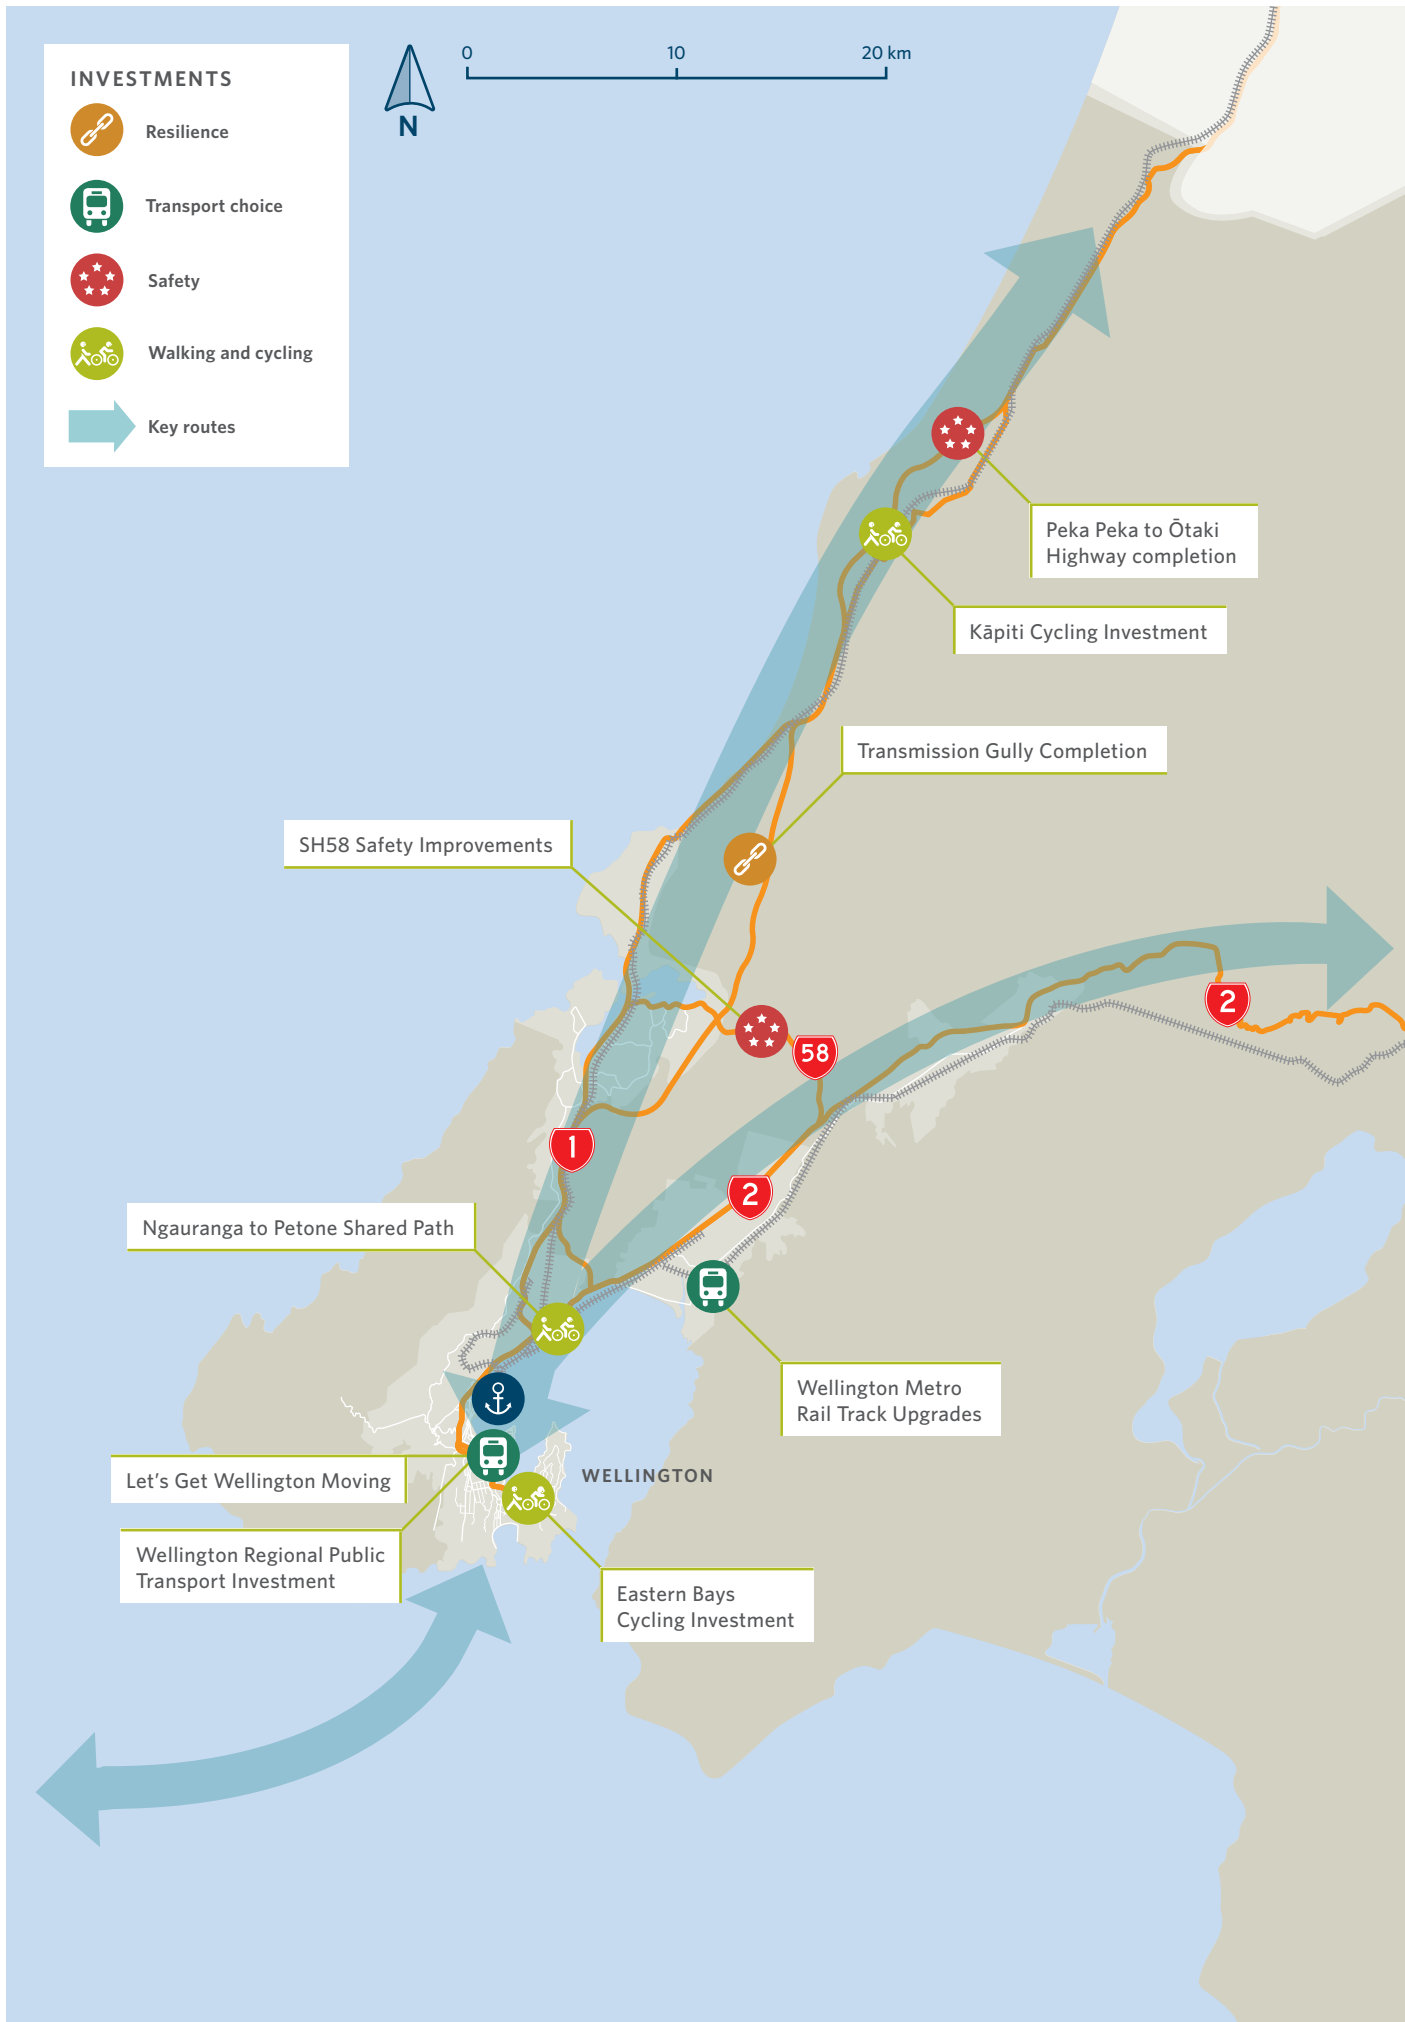 INVESTMENTS
Resilience
Transport choice
Safety
Walking and cycling
Key routes
0 10 20 km
N
Peka Peka to Ōtaki
Highway completion
Kāpiti Cycling Investment
Transmission Gully Completion
SH58 Safety Improvements
2
58
1
2
Ngauranga to Petone Shared Path
Wellington Metro
Rail Track Upgrades
WELLINGTON
Let's Get Wellington Moving
Wellington Regional Public
Transport Investment
Eastern Bays
Cycling Investment